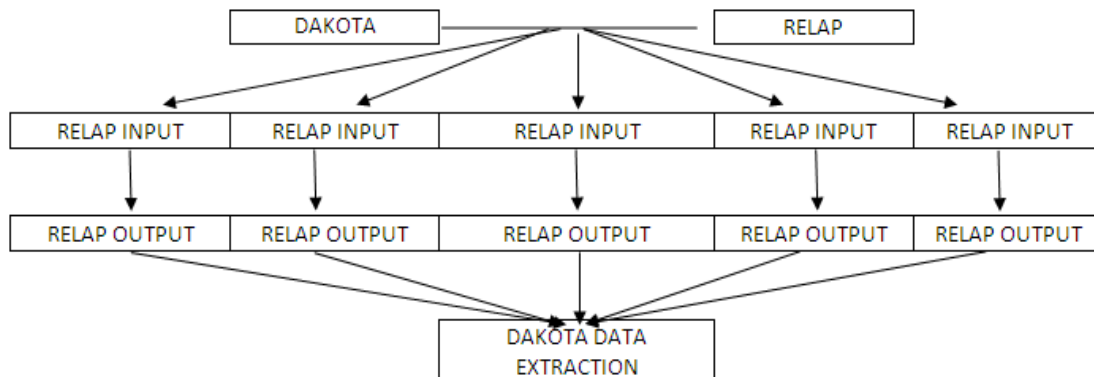 DAKOTA RELAP
RELAP INPUT RELAP INPUT RELAP INPUT RELAP INPUT RELAP INPUT
RELAP OUTPUT RELAP OUTPUT RELAP OUTPUT RELAP OUTPUT RELAP OUTPUT
DAKOTA DATA
EXTRACTION